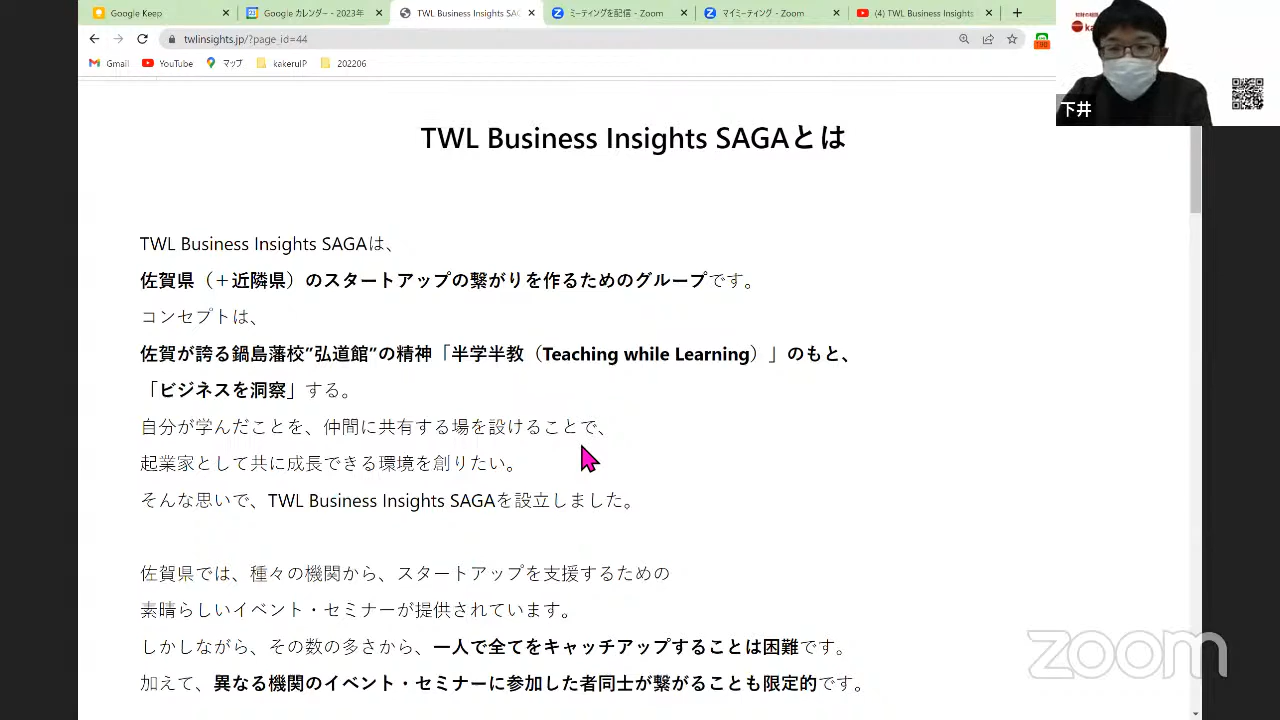 Google Keep
Google カレンダー - 2023年
TWL Business Insights SA
ミーティングを配信 - Zoom
マイミーティング - Zoom
(4) TWL Business Insights
twlinsights.jp/?page_id=44
Gmail
YouTube
マップ
kakeruIP
202206
下井
TWL Business Insights SAGAとは
TWL Business Insights SAGAは、
佐賀県（＋近隣県）のスタートアップの繋がりを作るためのグループです。
コンセプトは、
佐賀が誇る鍋島藩校”弘道館”の精神「半学半教（Teaching while Learning）」のもと、
「ビジネスを洞察」する。
自分が学んだことを、仲間に共有する場を設けることで、
起業家として共に成長できる環境を創りたい。
そんな思いで、TWL Business Insights SAGAを設立しました。
佐賀県では、種々の機関から、スタートアップを支援するための
素晴らしいイベント・セミナーが提供されています。
しかしながら、その数の多さから、一人で全てをキャッチアップすることは困難です。
加えて、異なる機関のイベント・セミナーに参加した者同士が繋がることも限定的です。
zoom